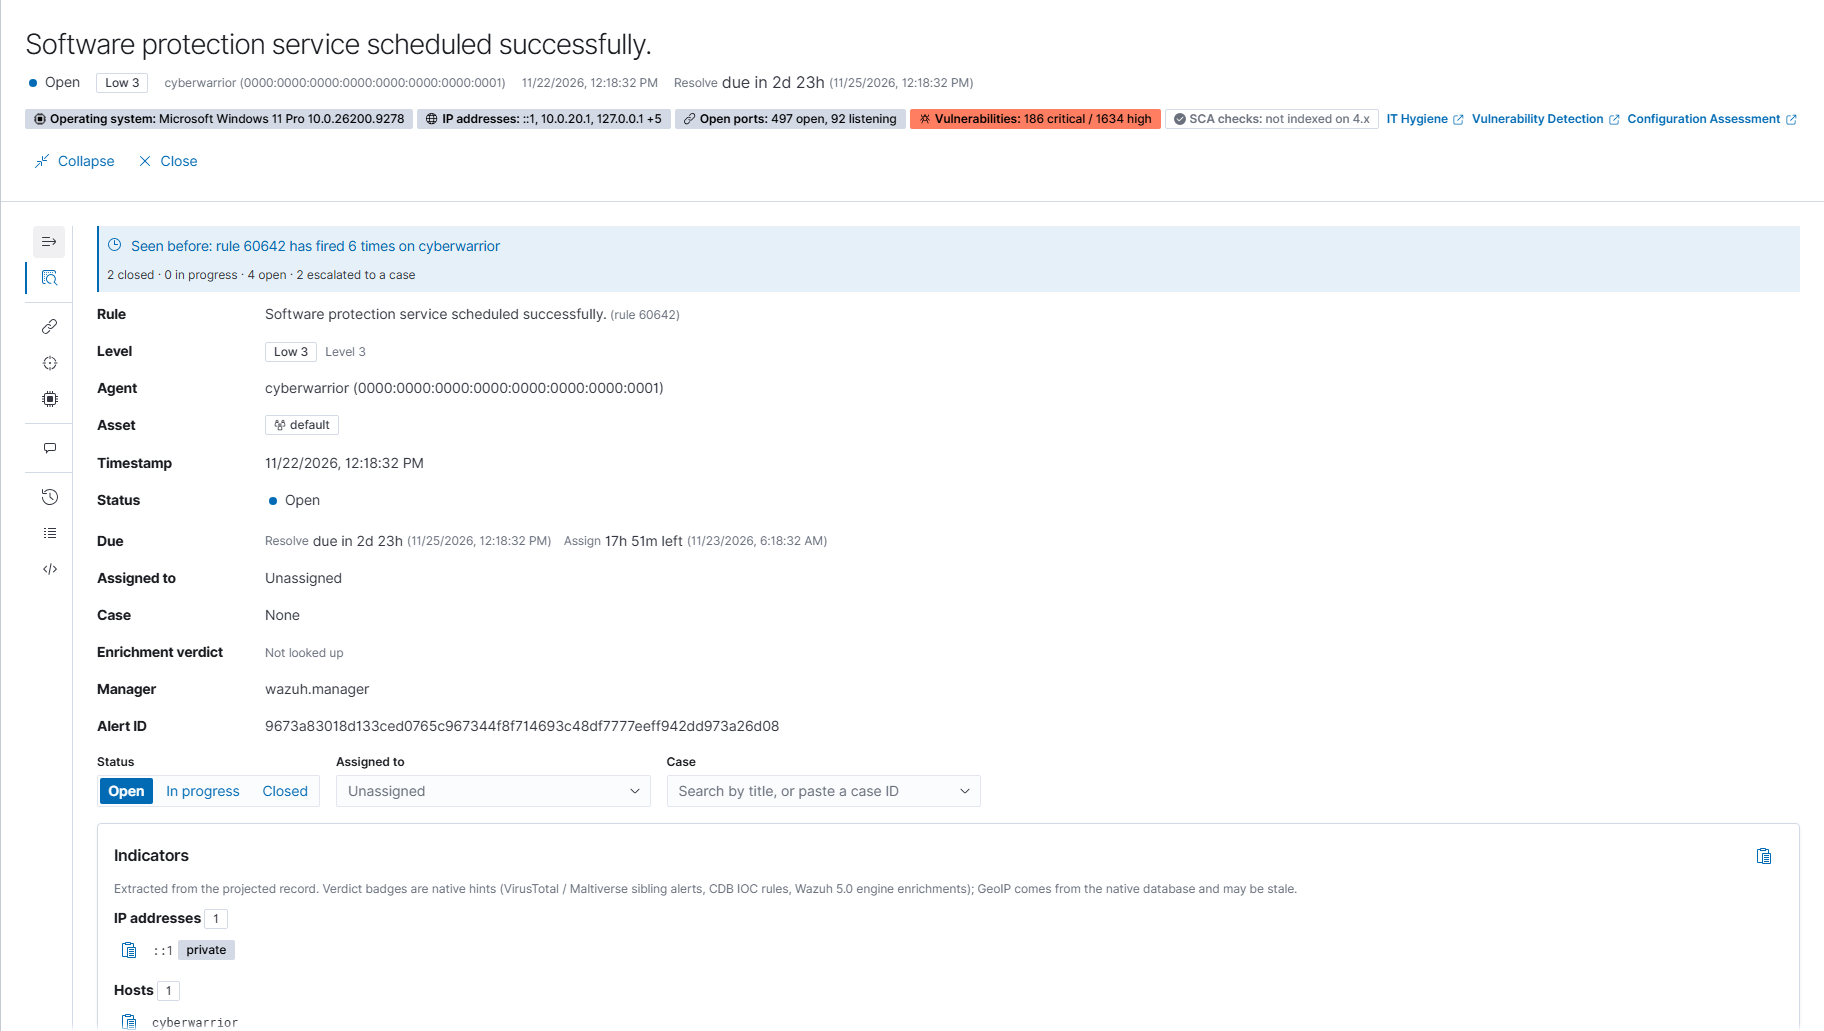 Software protection service scheduled successfully.
Open Low 3 cyberwarrior (0000:0000:0000:0000:0000:0000:0000:0001) 11/22/2026, 12:18:32 PM Resolve due in 2d 23h (11/25/2026, 12:18:32 PM)
Operating system: Microsoft Windows 11 Pro 10.0.26200.9278 IP addresses: ::1, 10.0.20.1, 127.0.0.1 +5 Open ports: 497 open, 92 listening Vulnerabilities: 186 critical / 1634 high SCA checks: not indexed on 4.x IT Hygiene Vulnerability Detection Configuration Assessment
Collapse Close
Seen before: rule 60642 has fired 6 times on cyberwarrior
2 closed · 0 in progress · 4 open · 2 escalated to a case
Rule Software protection service scheduled successfully. (rule 60642)
Level Low 3 Level 3
Agent cyberwarrior (0000:0000:0000:0000:0000:0000:0000:0001)
Asset default
Timestamp 11/22/2026, 12:18:32 PM
Status Open
Due Resolve due in 2d 23h (11/25/2026, 12:18:32 PM) Assign 17h 51m left (11/23/2026, 6:18:32 AM)
Assigned to Unassigned
Case None
Enrichment verdict Not looked up
Manager wazuh.manager
Alert ID 9673a83018d133ced0765c967344f8f714693c48df7777eeff942dd973a26d08
Status Assigned to Case
Open In progress Closed Unassigned Search by title, or paste a case ID
Indicators
Extracted from the projected record. Verdict badges are native hints (VirusTotal / Maltiverse sibling alerts, CDB IOC rules, Wazuh 5.0 engine enrichments); GeoIP comes from the native database and may be stale.
IP addresses 1
::1 private
Hosts 1
cyberwarrior